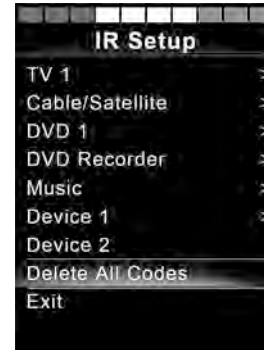 IR Setup
TV 1 >
Cable/Satellite >
DVD 1 >
DVD Recorder >
Music >
Device 1 >
Device 2
Delete All Codes
Exit